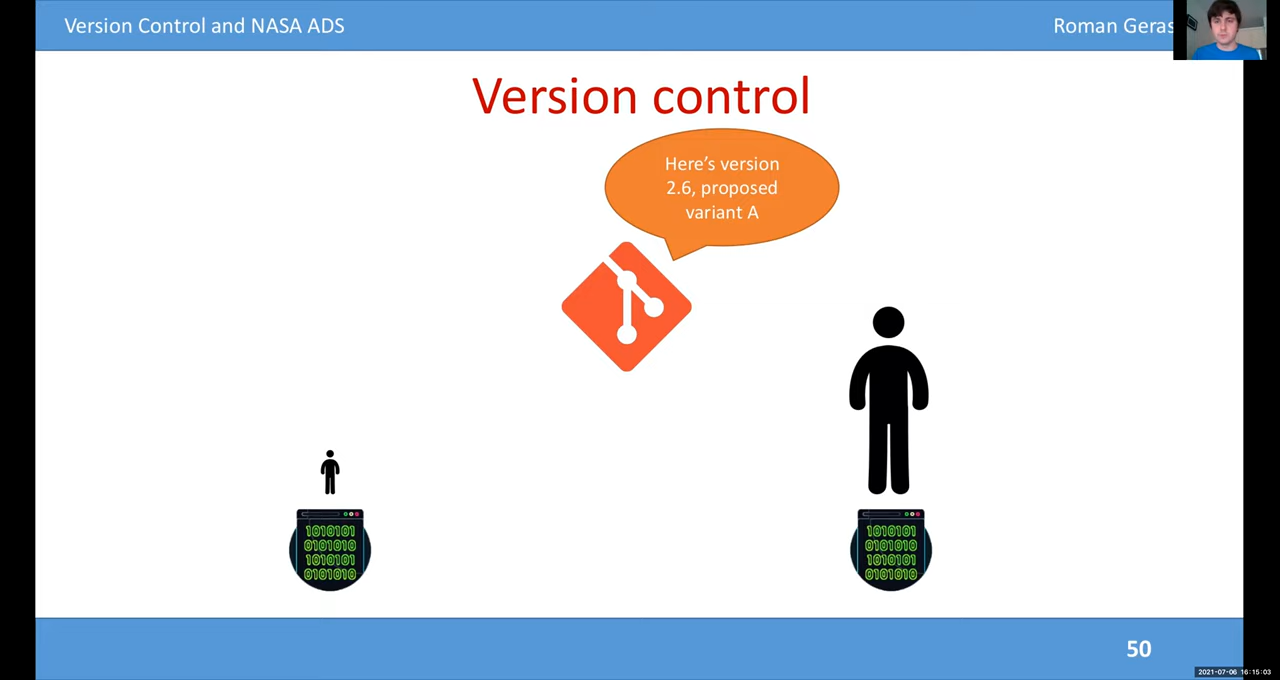 Version Control and NASA ADS
Roman Geras
Version control
Here's version
2.6, proposed
variant A
1010101
0101010
1010101
0101010
1010101
0101010
1010101
0101010
50
2021-07-06 16:15:03